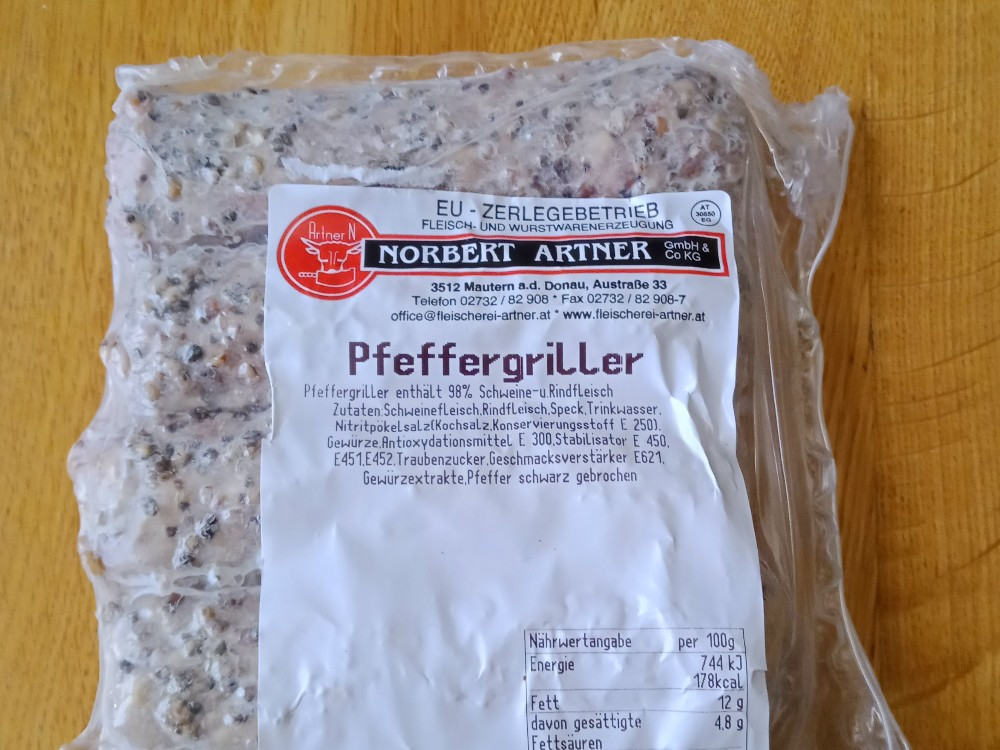 EU - ZERLEGEBETRIEB
FLEISCH- UND WURSTWARENERZEUGUNG
AT
30850
EG
Artner N
NORBERT ARTNER GmbH &
Co KG
3512 Mautern a.d. Donau, Austraße 33
Telefon 02732 / 82 908 * Fax 02732 / 82 908-7
office@fleischerei-artner.at * www.fleischerei-artner.at
Pfeffergriller
Pfeffergriller enthält 98% Schweine-u.Rindfleisch
Zutaten:Schweinefleisch,Rindfleisch,Speck,Trinkwasser,
Nitritpökelsalz(Kochsalz,Konservierungsstoff E 250),
Gewürze,Antioxydationsmittel E 300,Stabilisator E 450,
E451,E452,Traubenzucker,Geschmacksverstärker E621,
Gewürzextrakte,Pfeffer schwarz gebrochen
Nährwertangabe per 100g
Energie 744 kJ
178kcal
Fett 12 g
davon gesättigte 4,8 g
Fettsäuren